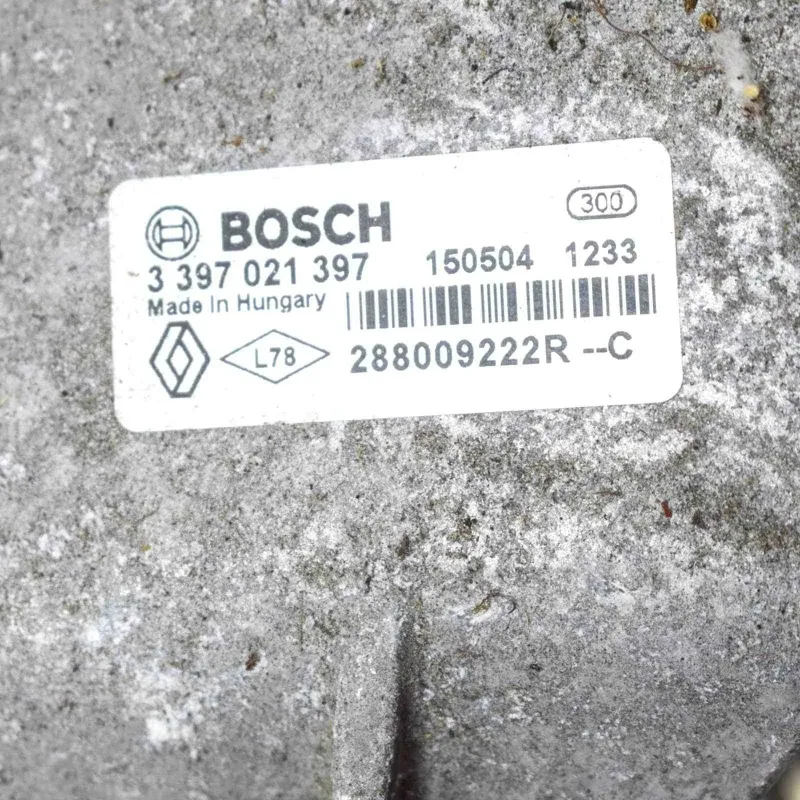 BOSCH 300
3 397 021 397 150504 1233
Made In Hungary
L78 288009222R --C